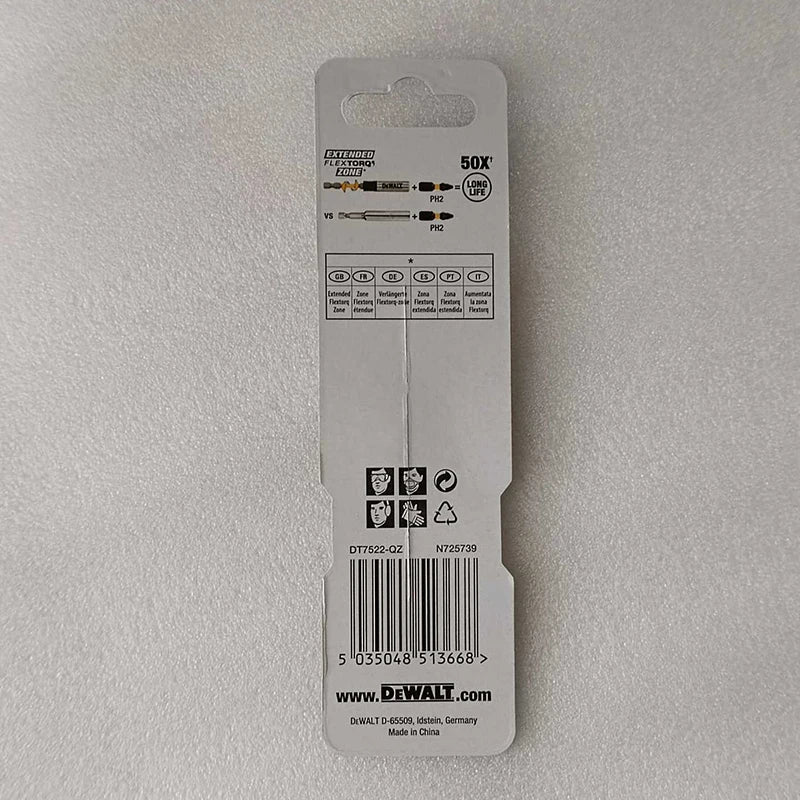 EXTENDED
FLEXTORQ
ZONE*
50X†
DEWALT + = LONG LIFE
PH2
VS +
PH2
*
GB FR DE ES PT IT
Extended Flextorq Zone
Zone Flextorq étendue
Verlängerte Flextorq-zone
Zona Flextorq extendida
Zona Flextorq estendida
Aumentata la zona Flextorq
DT7522-QZ N725739
5 035048 513668 >
www.DEWALT.com
DEWALT D-65509, Idstein, Germany
Made in China